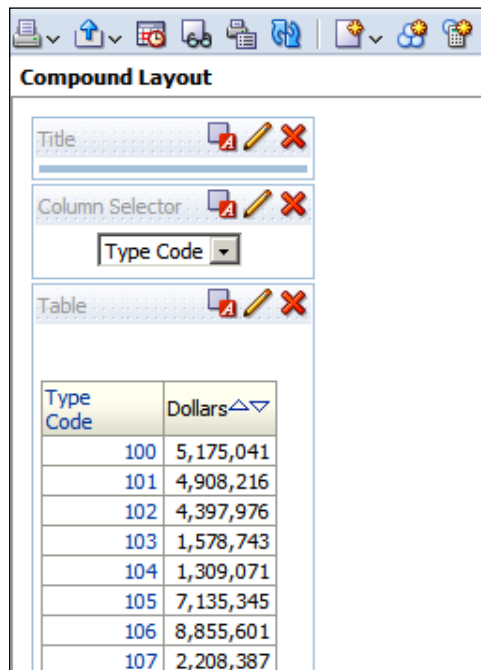 Compound Layout
Title
Column Selector
Type Code
Table
Type
Code
Dollars
100 5,175,041
101 4,908,216
102 4,397,976
103 1,578,743
104 1,309,071
105 7,135,345
106 8,855,601
107 2,208,387